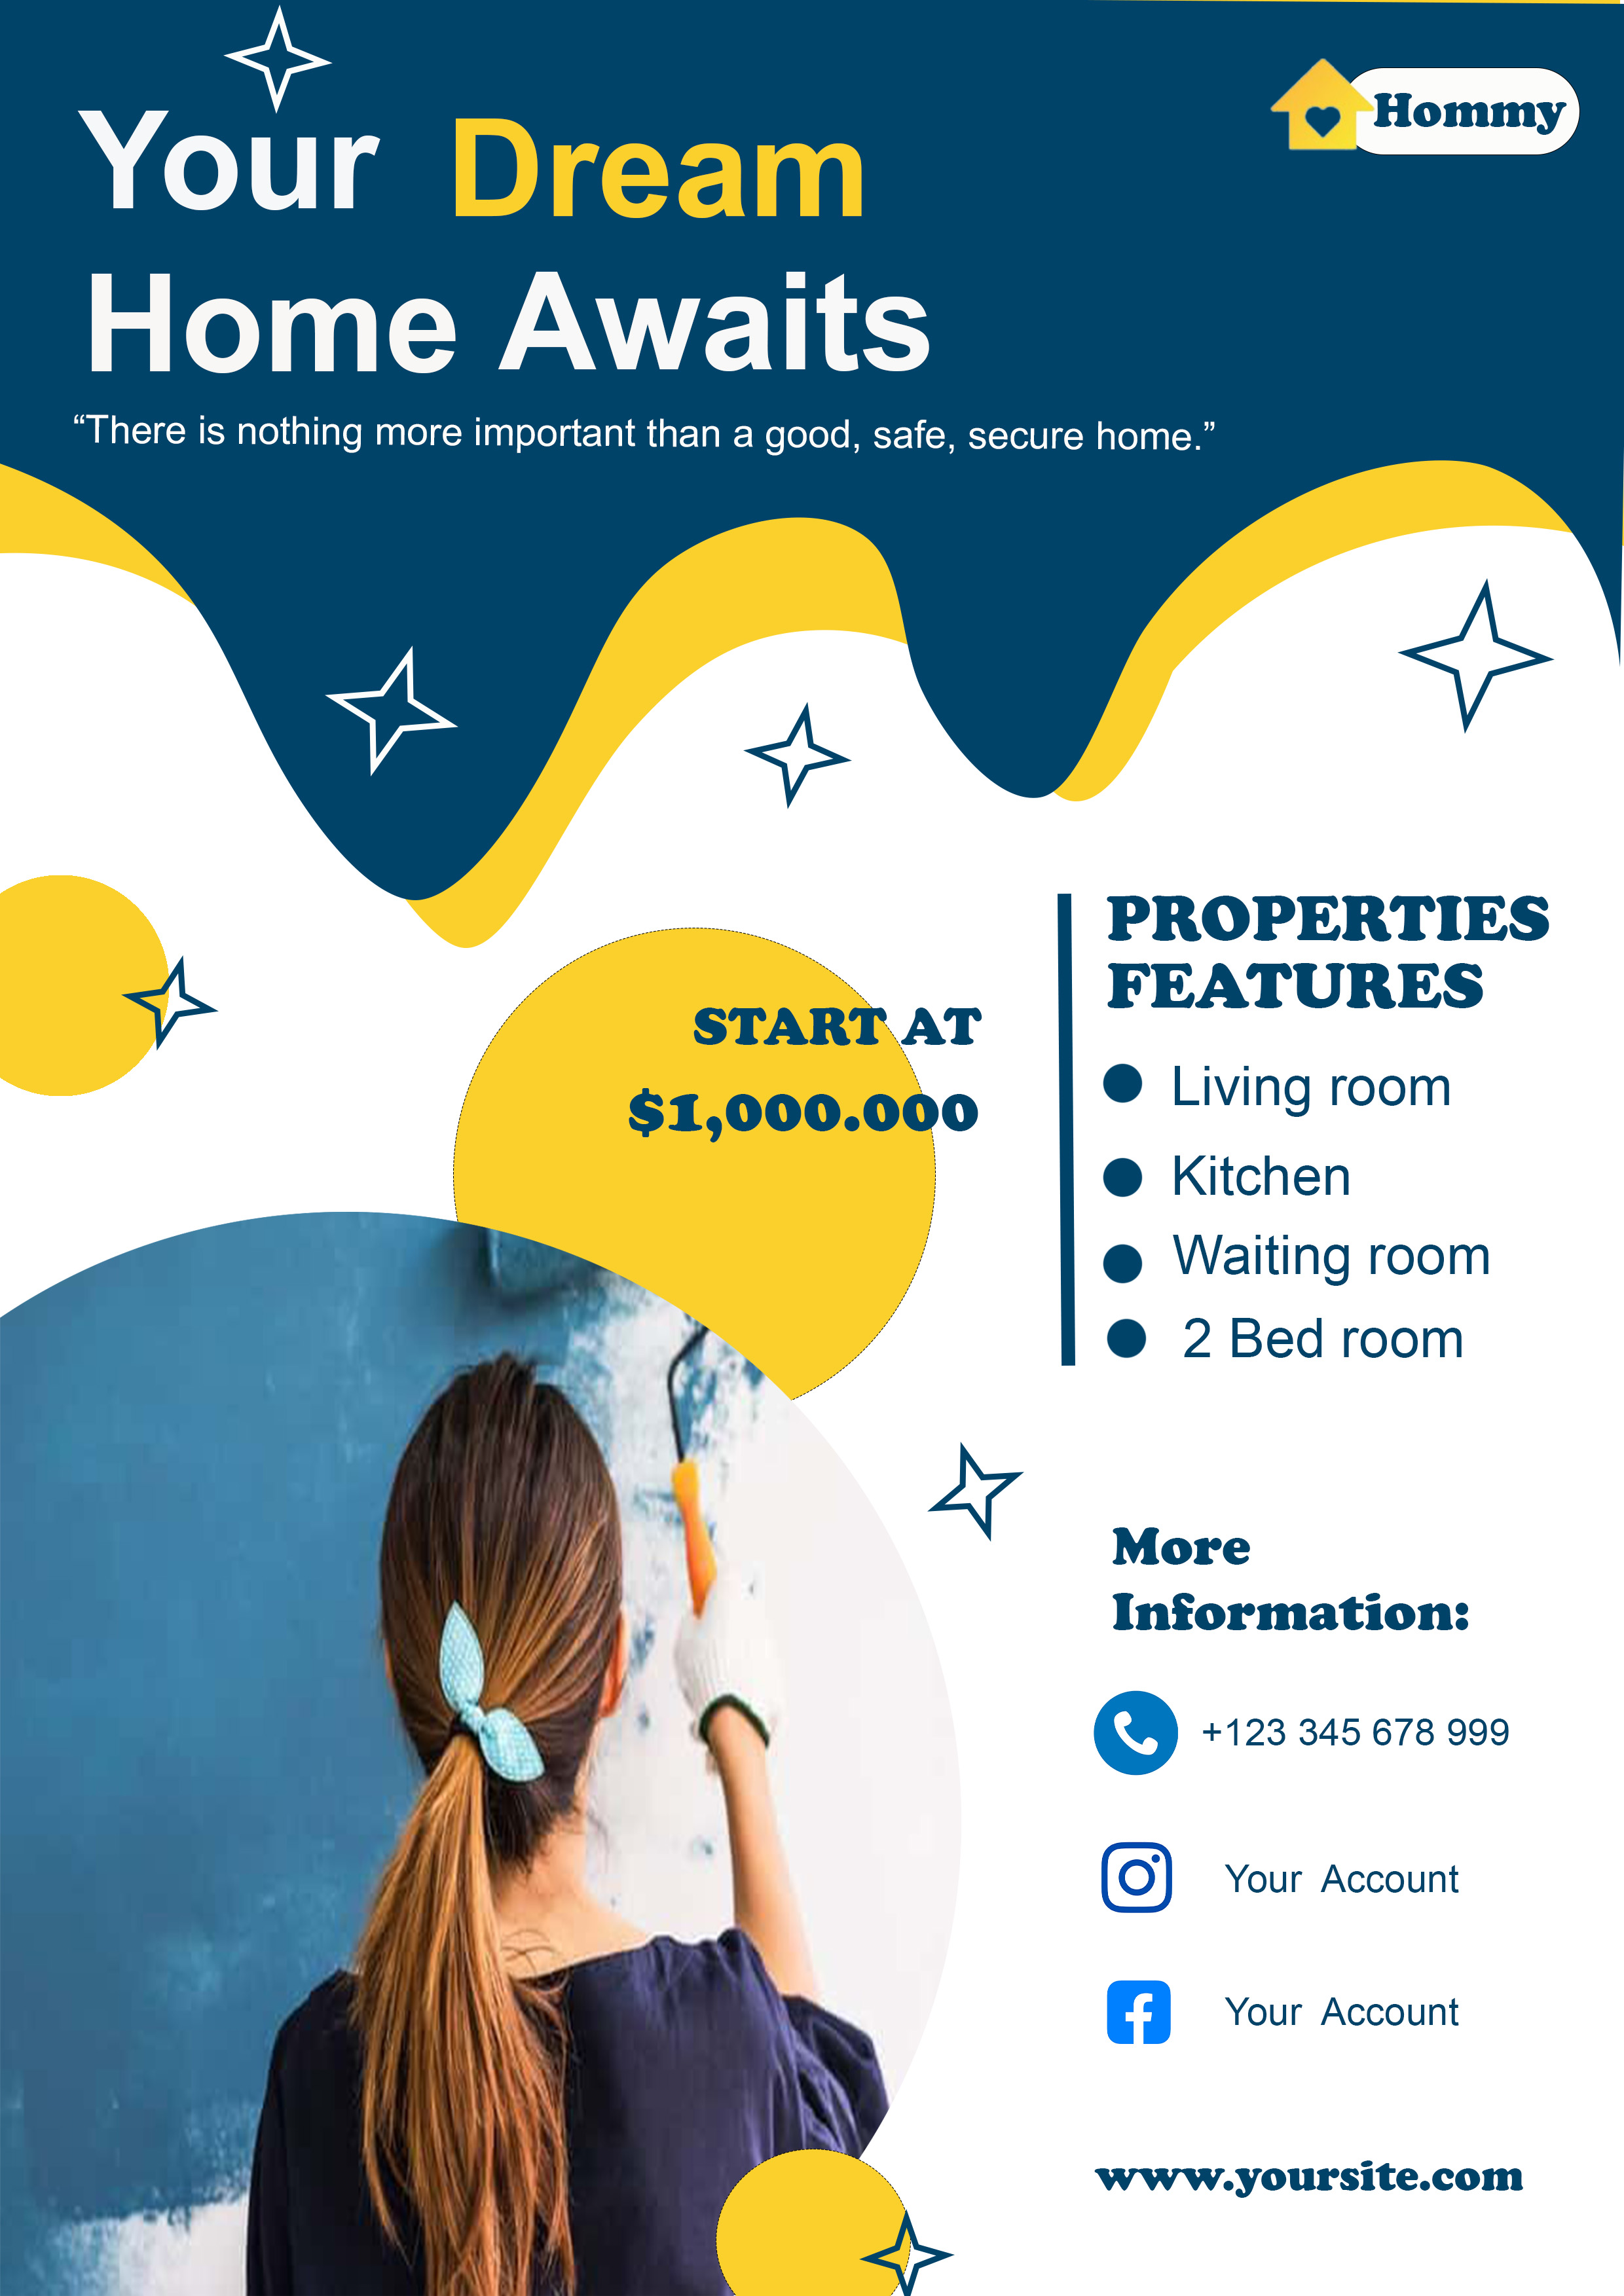 Hommy
Your Dream
Home Awaits
“There is nothing more important than a good, safe, secure home.”
START AT
$1,000.000
PROPERTIES
FEATURES
Living room
Kitchen
Waiting room
2 Bed room
More
Information:
+123 345 678 999
Your Account
Your Account
www.yoursite.com